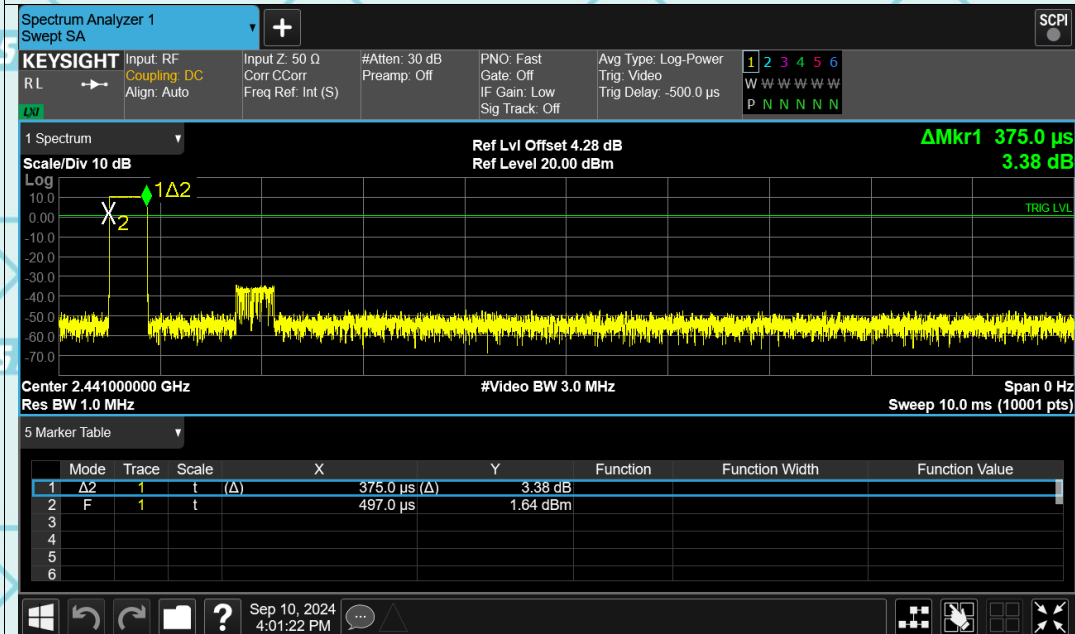 Spectrum Analyzer 1
Swept SA
+
SCPI
KEYSIGHT Input: RF Input Z: 50 Ω #Atten: 30 dB PNO: Fast Avg Type: Log-Power 1 2 3 4 5 6
RL Coupling: DC Corr CCorr Preamp: Off Gate: Off Trig: Video W W W W W W
Align: Auto Freq Ref: Int (S) IF Gain: Low Trig Delay: -500.0 µs P N N N N N
LXI Sig Track: Off
1 Spectrum Ref Lvl Offset 4.28 dB ΔMkr1 375.0 µs
Scale/Div 10 dB Ref Level 20.00 dBm 3.38 dB
Log
1Δ2
10.0
X2
TRIG LVL
0.00
-10.0
-20.0
-30.0
-40.0
-50.0
-60.0
-70.0
Center 2.441000000 GHz #Video BW 3.0 MHz Span 0 Hz
Res BW 1.0 MHz Sweep 10.0 ms (10001 pts)
5 Marker Table
Mode Trace Scale X Y Function Function Width Function Value
1 Δ2 1 t (Δ) 375.0 µs (Δ) 3.38 dB
2 F 1 t 497.0 µs 1.64 dBm
3
4
5
6
? Sep 10, 2024
4:01:22 PM